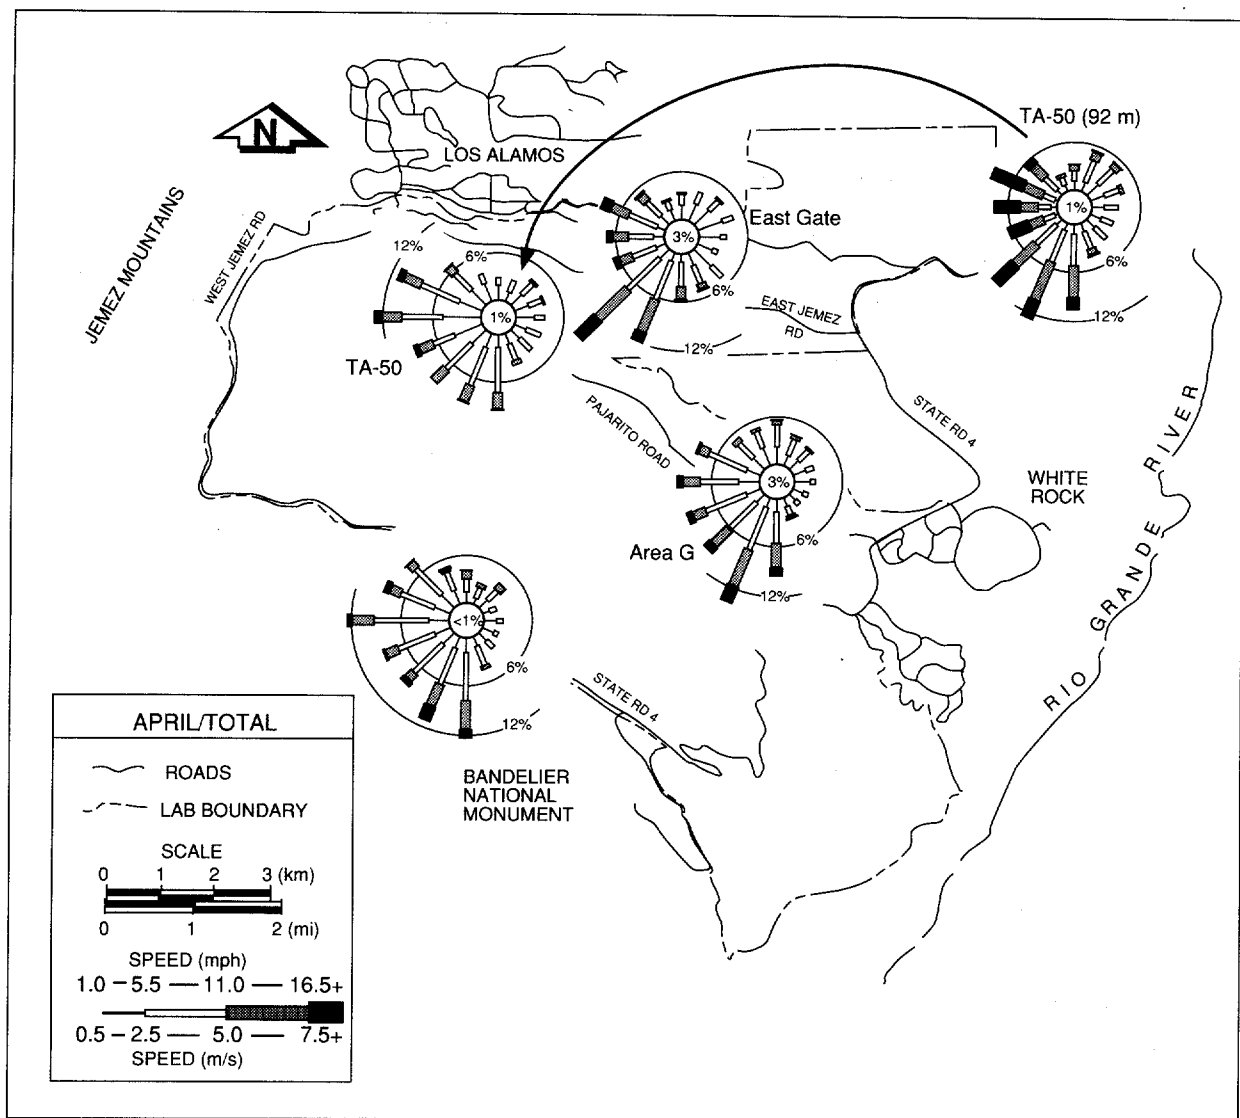 TA-50 (92 m)
N
LOS ALAMOS
JEMEZ MOUNTAINS
WEST JEMEZ RD
East Gate
3%
1%
12%
6%
6%
6%
1%
EAST JEMEZ
RD
12%
12%
TA-50
PAJARITO ROAD
STATE RD 4
RIO GRANDE RIVER
3%
WHITE
ROCK
6%
Area G
12%
<1%
6%
12%
STATE RD 4
BANDELIER
NATIONAL
MONUMENT
APRIL/TOTAL
ROADS
LAB BOUNDARY
SCALE
0 1 2 3 (km)
0 1 2 (mi)
SPEED (mph)
1.0 – 5.5 — 11.0 — 16.5+
0.5 – 2.5 — 5.0 — 7.5+
SPEED (m/s)